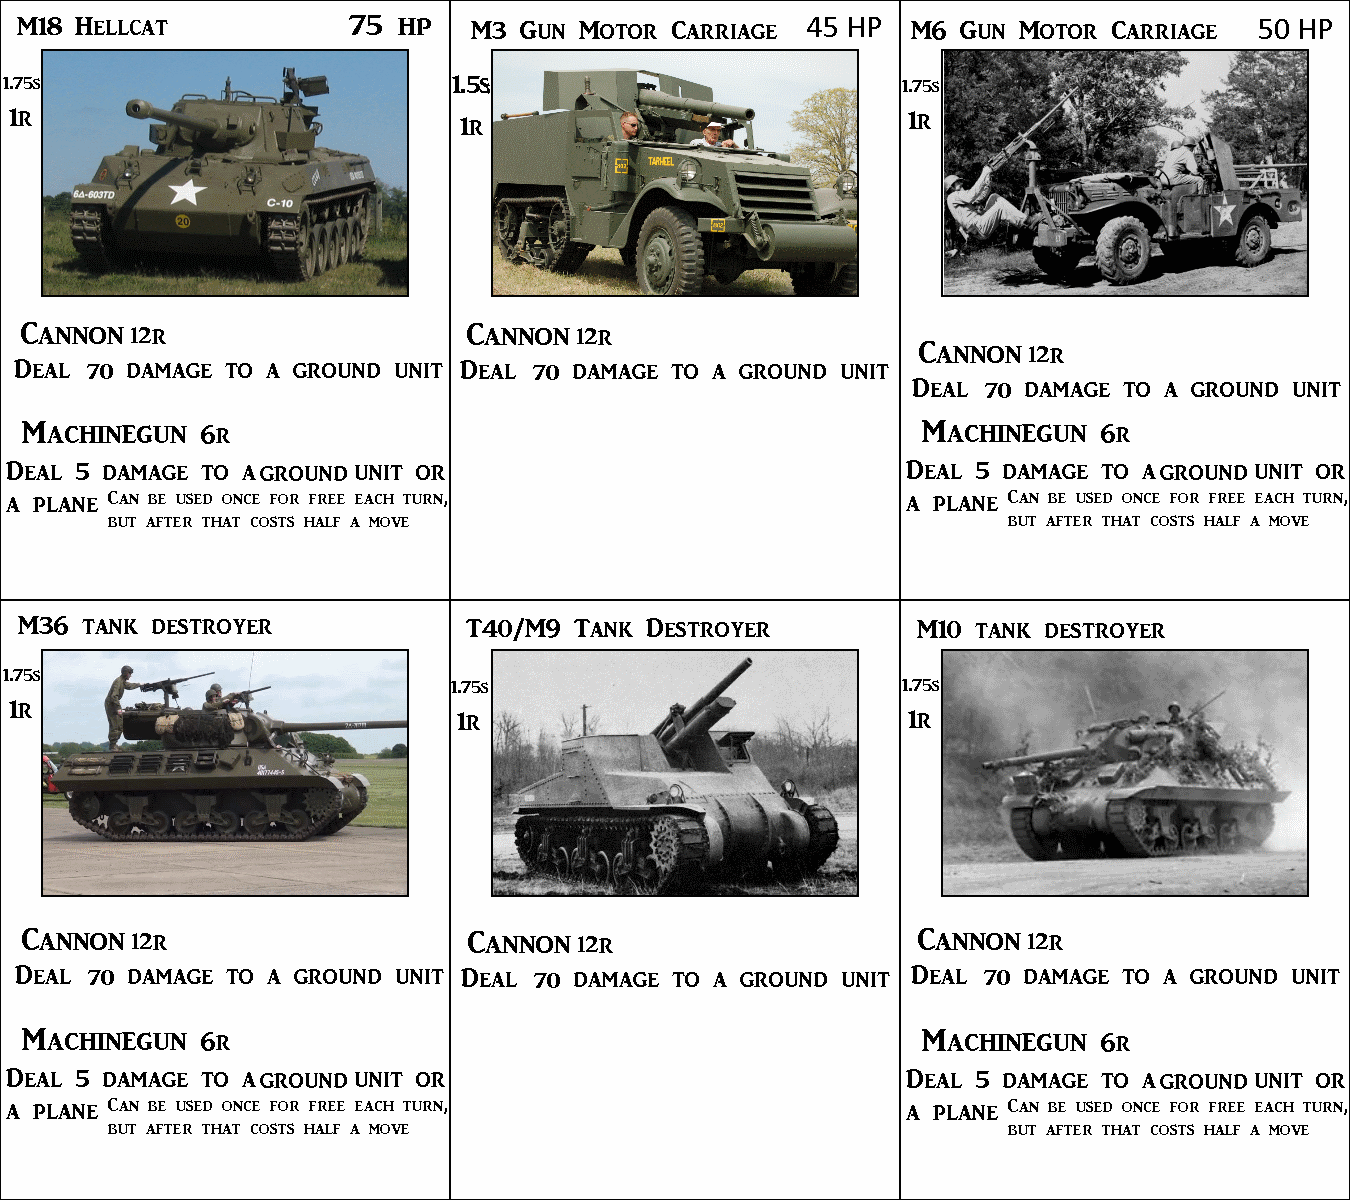 M18 Hellcat 75 HP
1.75s
1R
6Δ-603TD
C-10
20
Cannon 12R
Deal 70 damage to a ground unit
Machinegun 6R
Deal 5 damage to a ground unit or
a plane Can be used once for free each turn,
but after that costs half a move
M3 Gun Motor Carriage 45 HP
1.5s
1R
TARHEEL
Cannon 12R
Deal 70 damage to a ground unit
M6 Gun Motor Carriage 50 HP
1.75s
1R
Cannon 12R
Deal 70 damage to a ground unit
Machinegun 6R
Deal 5 damage to a ground unit or
a plane Can be used once for free each turn,
but after that costs half a move
M36 tank destroyer
1.75s
1R
Cannon 12R
Deal 70 damage to a ground unit
Machinegun 6R
Deal 5 damage to a ground unit or
a plane Can be used once for free each turn,
but after that costs half a move
T40/M9 Tank Destroyer
1.75s
1R
Cannon 12R
Deal 70 damage to a ground unit
M10 tank destroyer
1.75s
1R
Cannon 12R
Deal 70 damage to a ground unit
Machinegun 6R
Deal 5 damage to a ground unit or
a plane Can be used once for free each turn,
but after that costs half a move